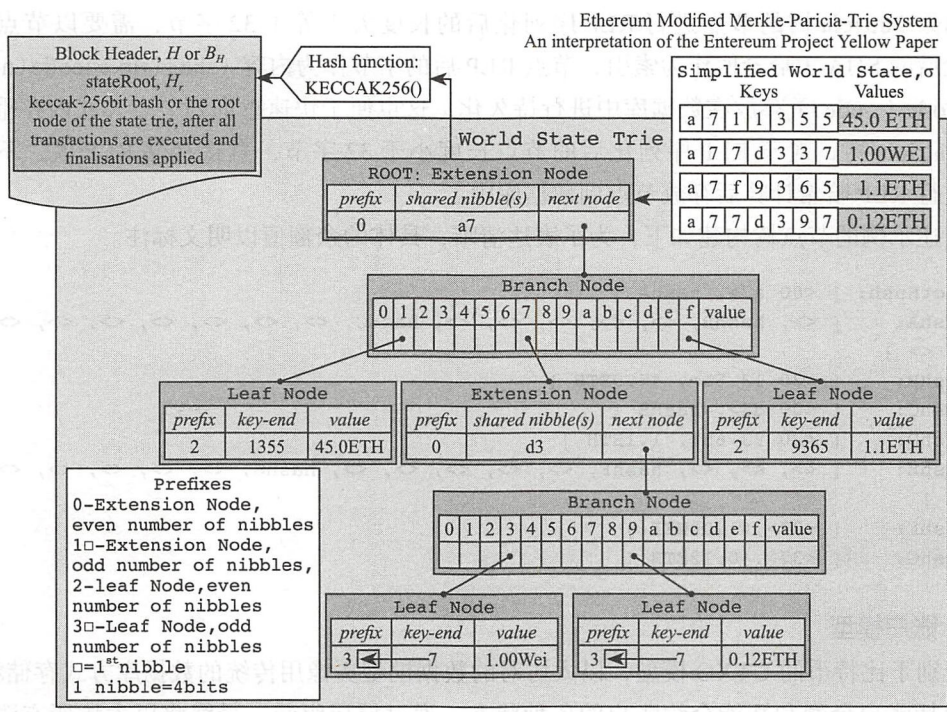 Ethereum Modified Merkle-Paricia-Trie System
An interpretation of the Entereum Project Yellow Paper
Block Header, H or B_H
stateRoot, H_r
keccak-256bit bash or the root
node of the state trie, after all
transctions are executed and
finalisations applied
Hash function:
KECCAK256()
Simplified World State,σ
Keys Values
a 7 1 1 3 5 5 45.0 ETH
a 7 7 d 3 3 7 1.00WEI
a 7 f 9 3 6 5 1.1ETH
a 7 7 d 3 9 7 0.12ETH
World State Trie
ROOT: Extension Node
prefix shared nibble(s) next node
0 a7
Branch Node
0 1 2 3 4 5 6 7 8 9 a b c d e f value
Leaf Node
prefix key-end value
2 1355 45.0ETH
Extension Node
prefix shared nibble(s) next node
0 d3
Leaf Node
prefix key-end value
2 9365 1.1ETH
Branch Node
0 1 2 3 4 5 6 7 8 9 a b c d e f value
Leaf Node
prefix key-end value
3 7 1.00Wei
Leaf Node
prefix key-end value
3 7 0.12ETH
Prefixes
0-Extension Node,
even number of nibbles
1□-Extension Node,
odd number of nibbles,
2-leaf Node,even
number of nibbles
3□-Leaf Node,odd
number of nibbles
□=1st nibble
1 nibble=4bits